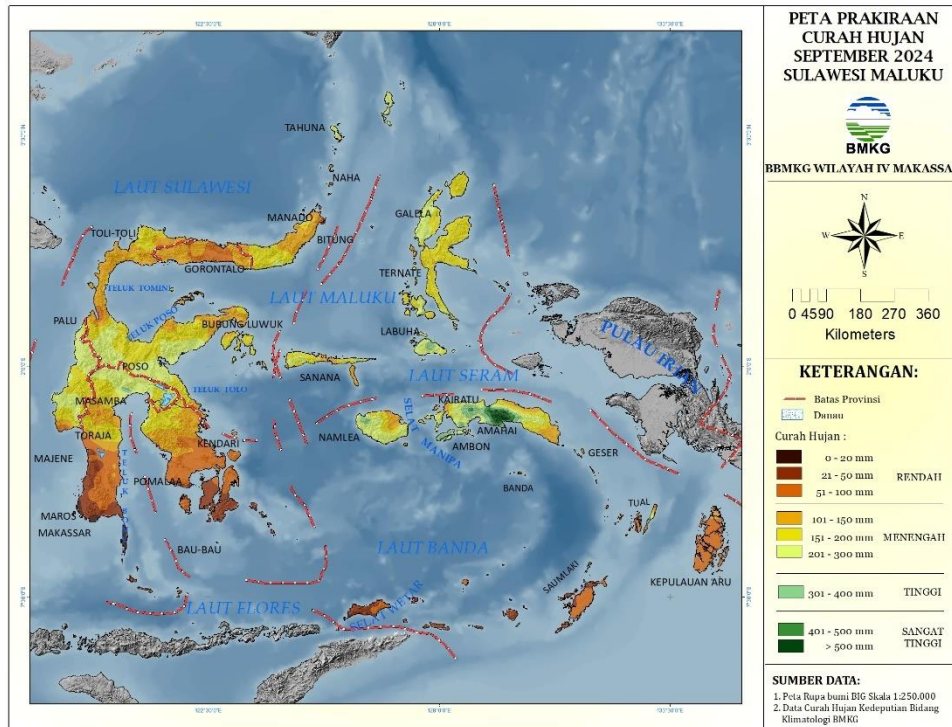 PETA PRAKIRAAN
CURAH HUJAN
SEPTEMBER 2024
SULAWESI MALUKU
BMKG
BBMKG WILAYAH IV MAKASSA
N
W
E
S
0 4590 180 270 360
Kilometers
KETERANGAN:
Batas Provinsi
Danau
Curah Hujan :
0 - 20 mm
21 - 50 mm
RENDAH
51 - 100 mm
101 - 150 mm
151 - 200 mm
MENENGAH
201 - 300 mm
301 - 400 mm
TINGGI
401 - 500 mm
SANGAT
TINGGI
> 500 mm
SUMBER DATA:
1. Peta Rupa bumi BIG Skala 1:250.000
2. Data Curah Hujan Kedeputian Bidang
Klimatologi BMKG
TAHUNA
NAHA
LAUT SULAWESI
MANADO
GALELA
TOLI-TOLI
BITUNG
GORONTALO
TERNATE
TELUK TOMINI
LAUT MALUKU
PALU
TELUK POSO
BUBUNG LUWUK
LABUHA
PULAU IRIAN
POSO
TELUK TOLO
SANANA
LAUT SERAM
MASAMBA
KAIRATU
TORAJA
KENDARI
NAMLEA
SELAT MANIPA
AMAHAI
AMBON
MAJENE
GESER
POMALAA
BANDA
TUAL
MAROS
MAKASSAR
BAU-BAU
LAUT BANDA
SAUMLAKI
KEPULAUAN ARU
LAUT FLORES
SELAT WETAR